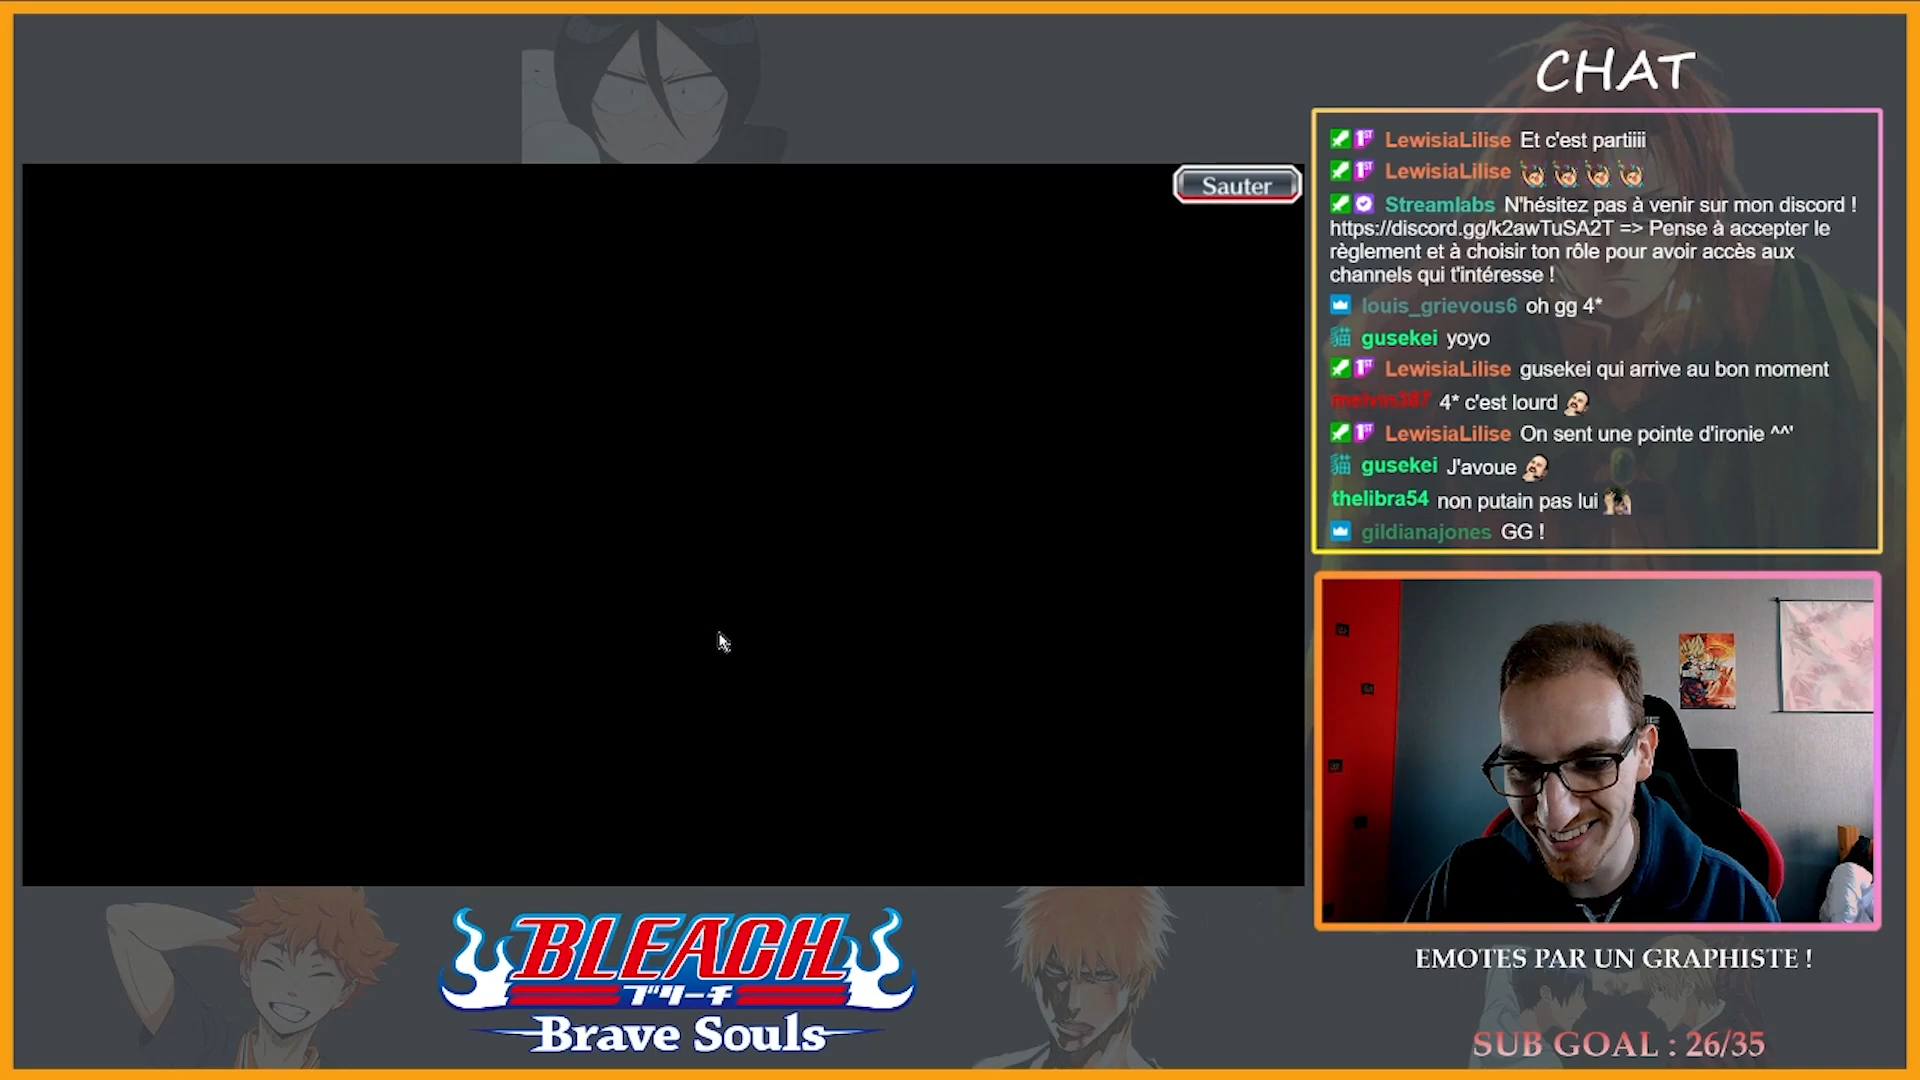 CHAT
Sauter
LewisiaLilise Et c'est partiiii
LewisiaLilise
Streamlabs N'hésitez pas à venir sur mon discord !
https://discord.gg/k2awTuSA2T => Pense à accepter le
règlement et à choisir ton rôle pour avoir accès aux
channels qui t'intéresse !
louis_grievous6 oh gg 4*
貓 gusekei yoyo
LewisiaLilise gusekei qui arrive au bon moment
melvin387 4* c'est lourd
LewisiaLilise On sent une pointe d'ironie ^^'
貓 gusekei J'avoue
thelibra54 non putain pas lui
gildianajones GG !
BLEACH
ブリーチ
Brave Souls
EMOTES PAR UN GRAPHISTE !
SUB GOAL : 26/35